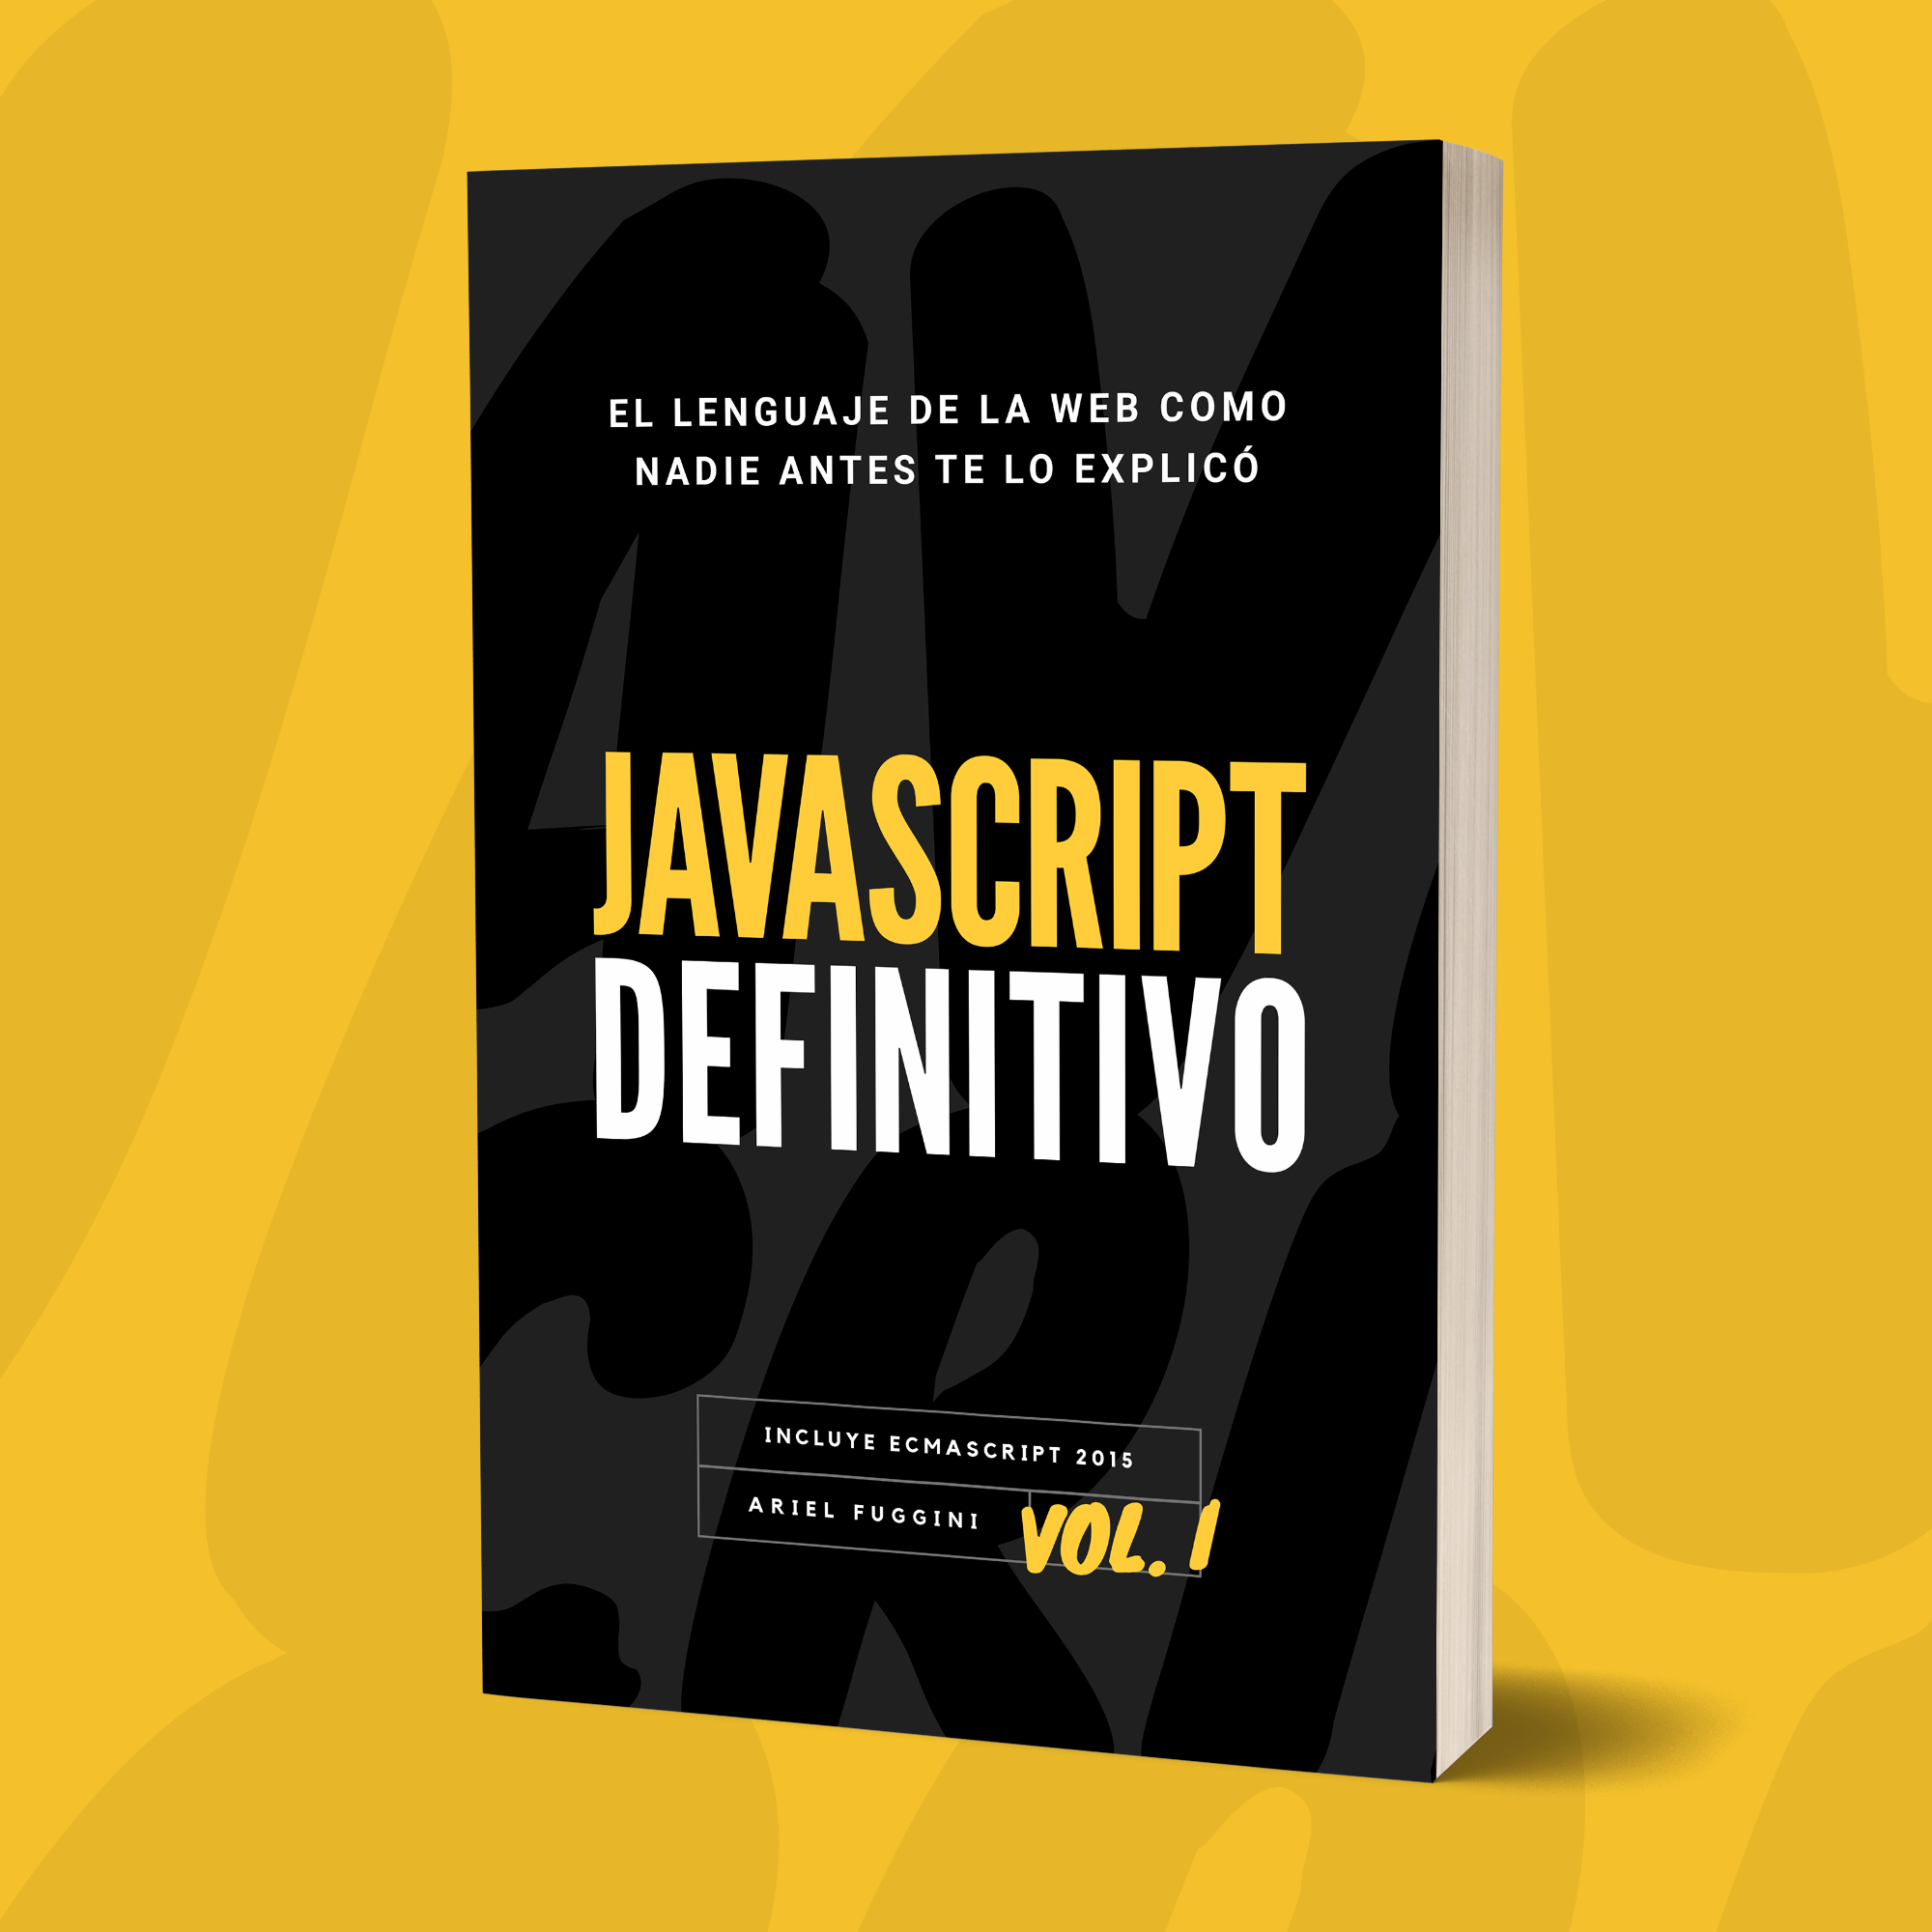 EL LENGUAJE DE LA WEB COMO
NADIE ANTES TE LO EXPLICÓ
JAVASCRIPT
DEFINITIVO
INCLUYE ECMASCRIPT 2015
ARIEL FUGGINI
VOL. 1